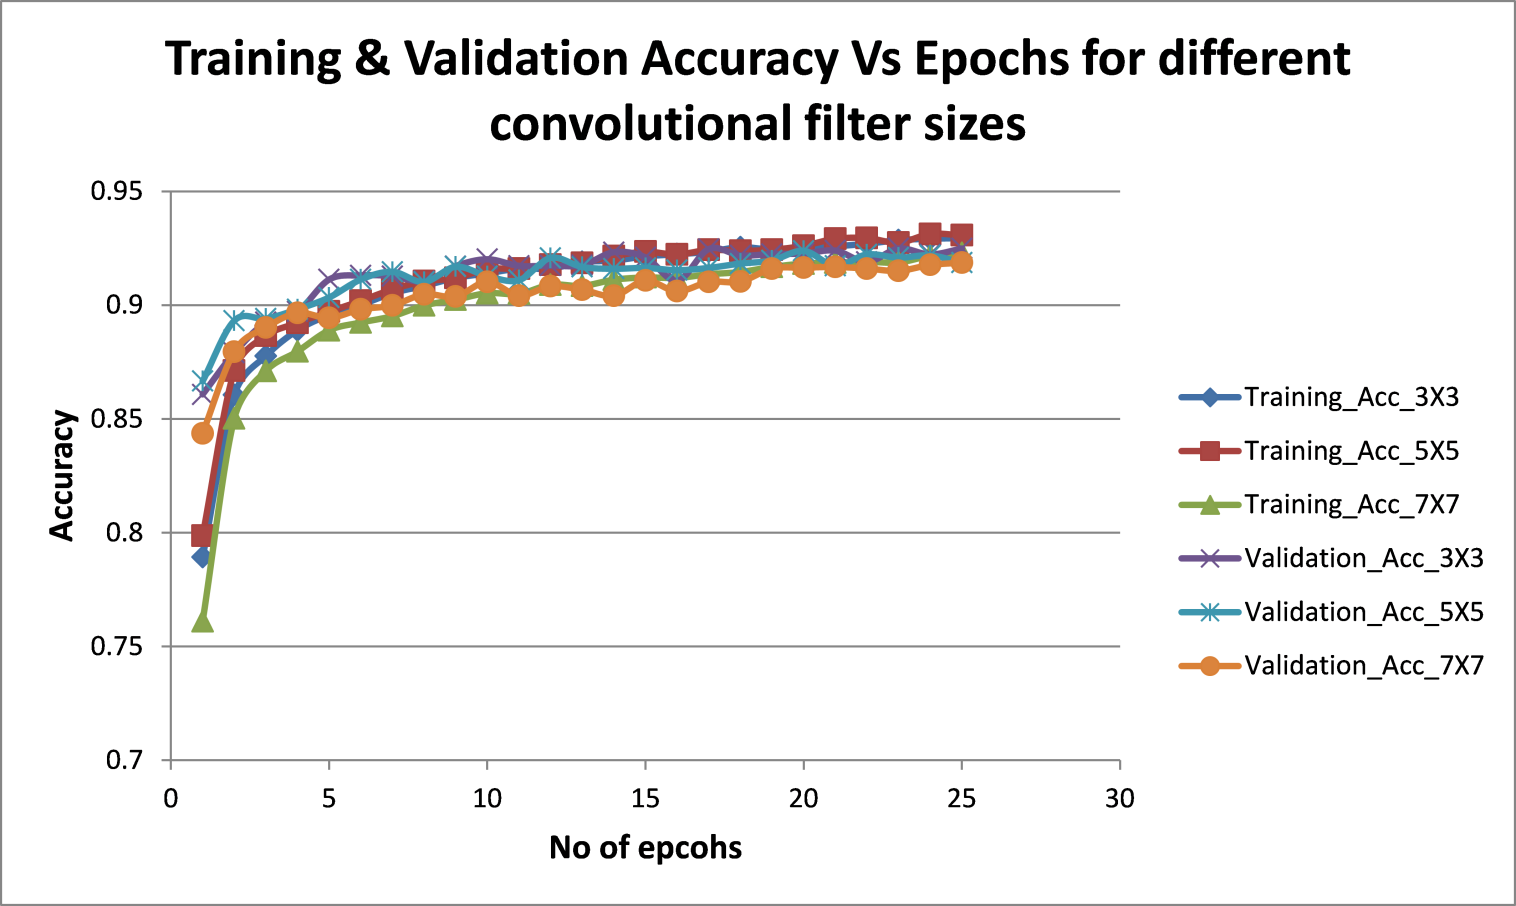 Training & Validation Accuracy Vs Epochs for different
convolutional filter sizes
0.95
0.9
0.85
0.8
0.75
0.7
Accuracy
0 5 10 15 20 25 30
No of epcohs
Training_Acc_3X3
Training_Acc_5X5
Training_Acc_7X7
Validation_Acc_3X3
Validation_Acc_5X5
Validation_Acc_7X7